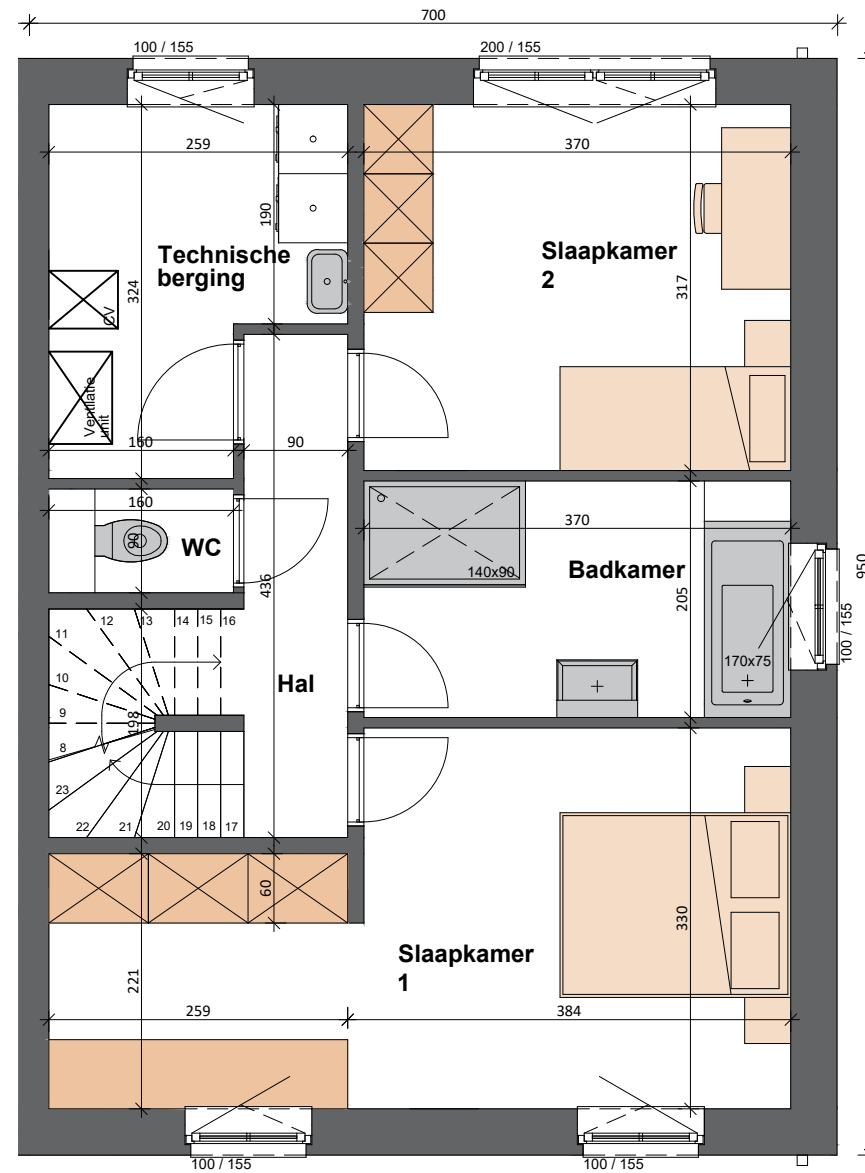 700
100 / 155
200 / 155
259
370
190
Technische
berging
Slaapkamer
2
324
317
CV
Ventilatie
unit
160
90
160
90
WC
436
370
140x90
Badkamer
205
950
100 / 155
170x75
11
12
13
14
15
16
10
9
8
198
Hal
23
22
21
20
19
18
17
60
330
Slaapkamer
1
221
259
384
100 / 155
100 / 155